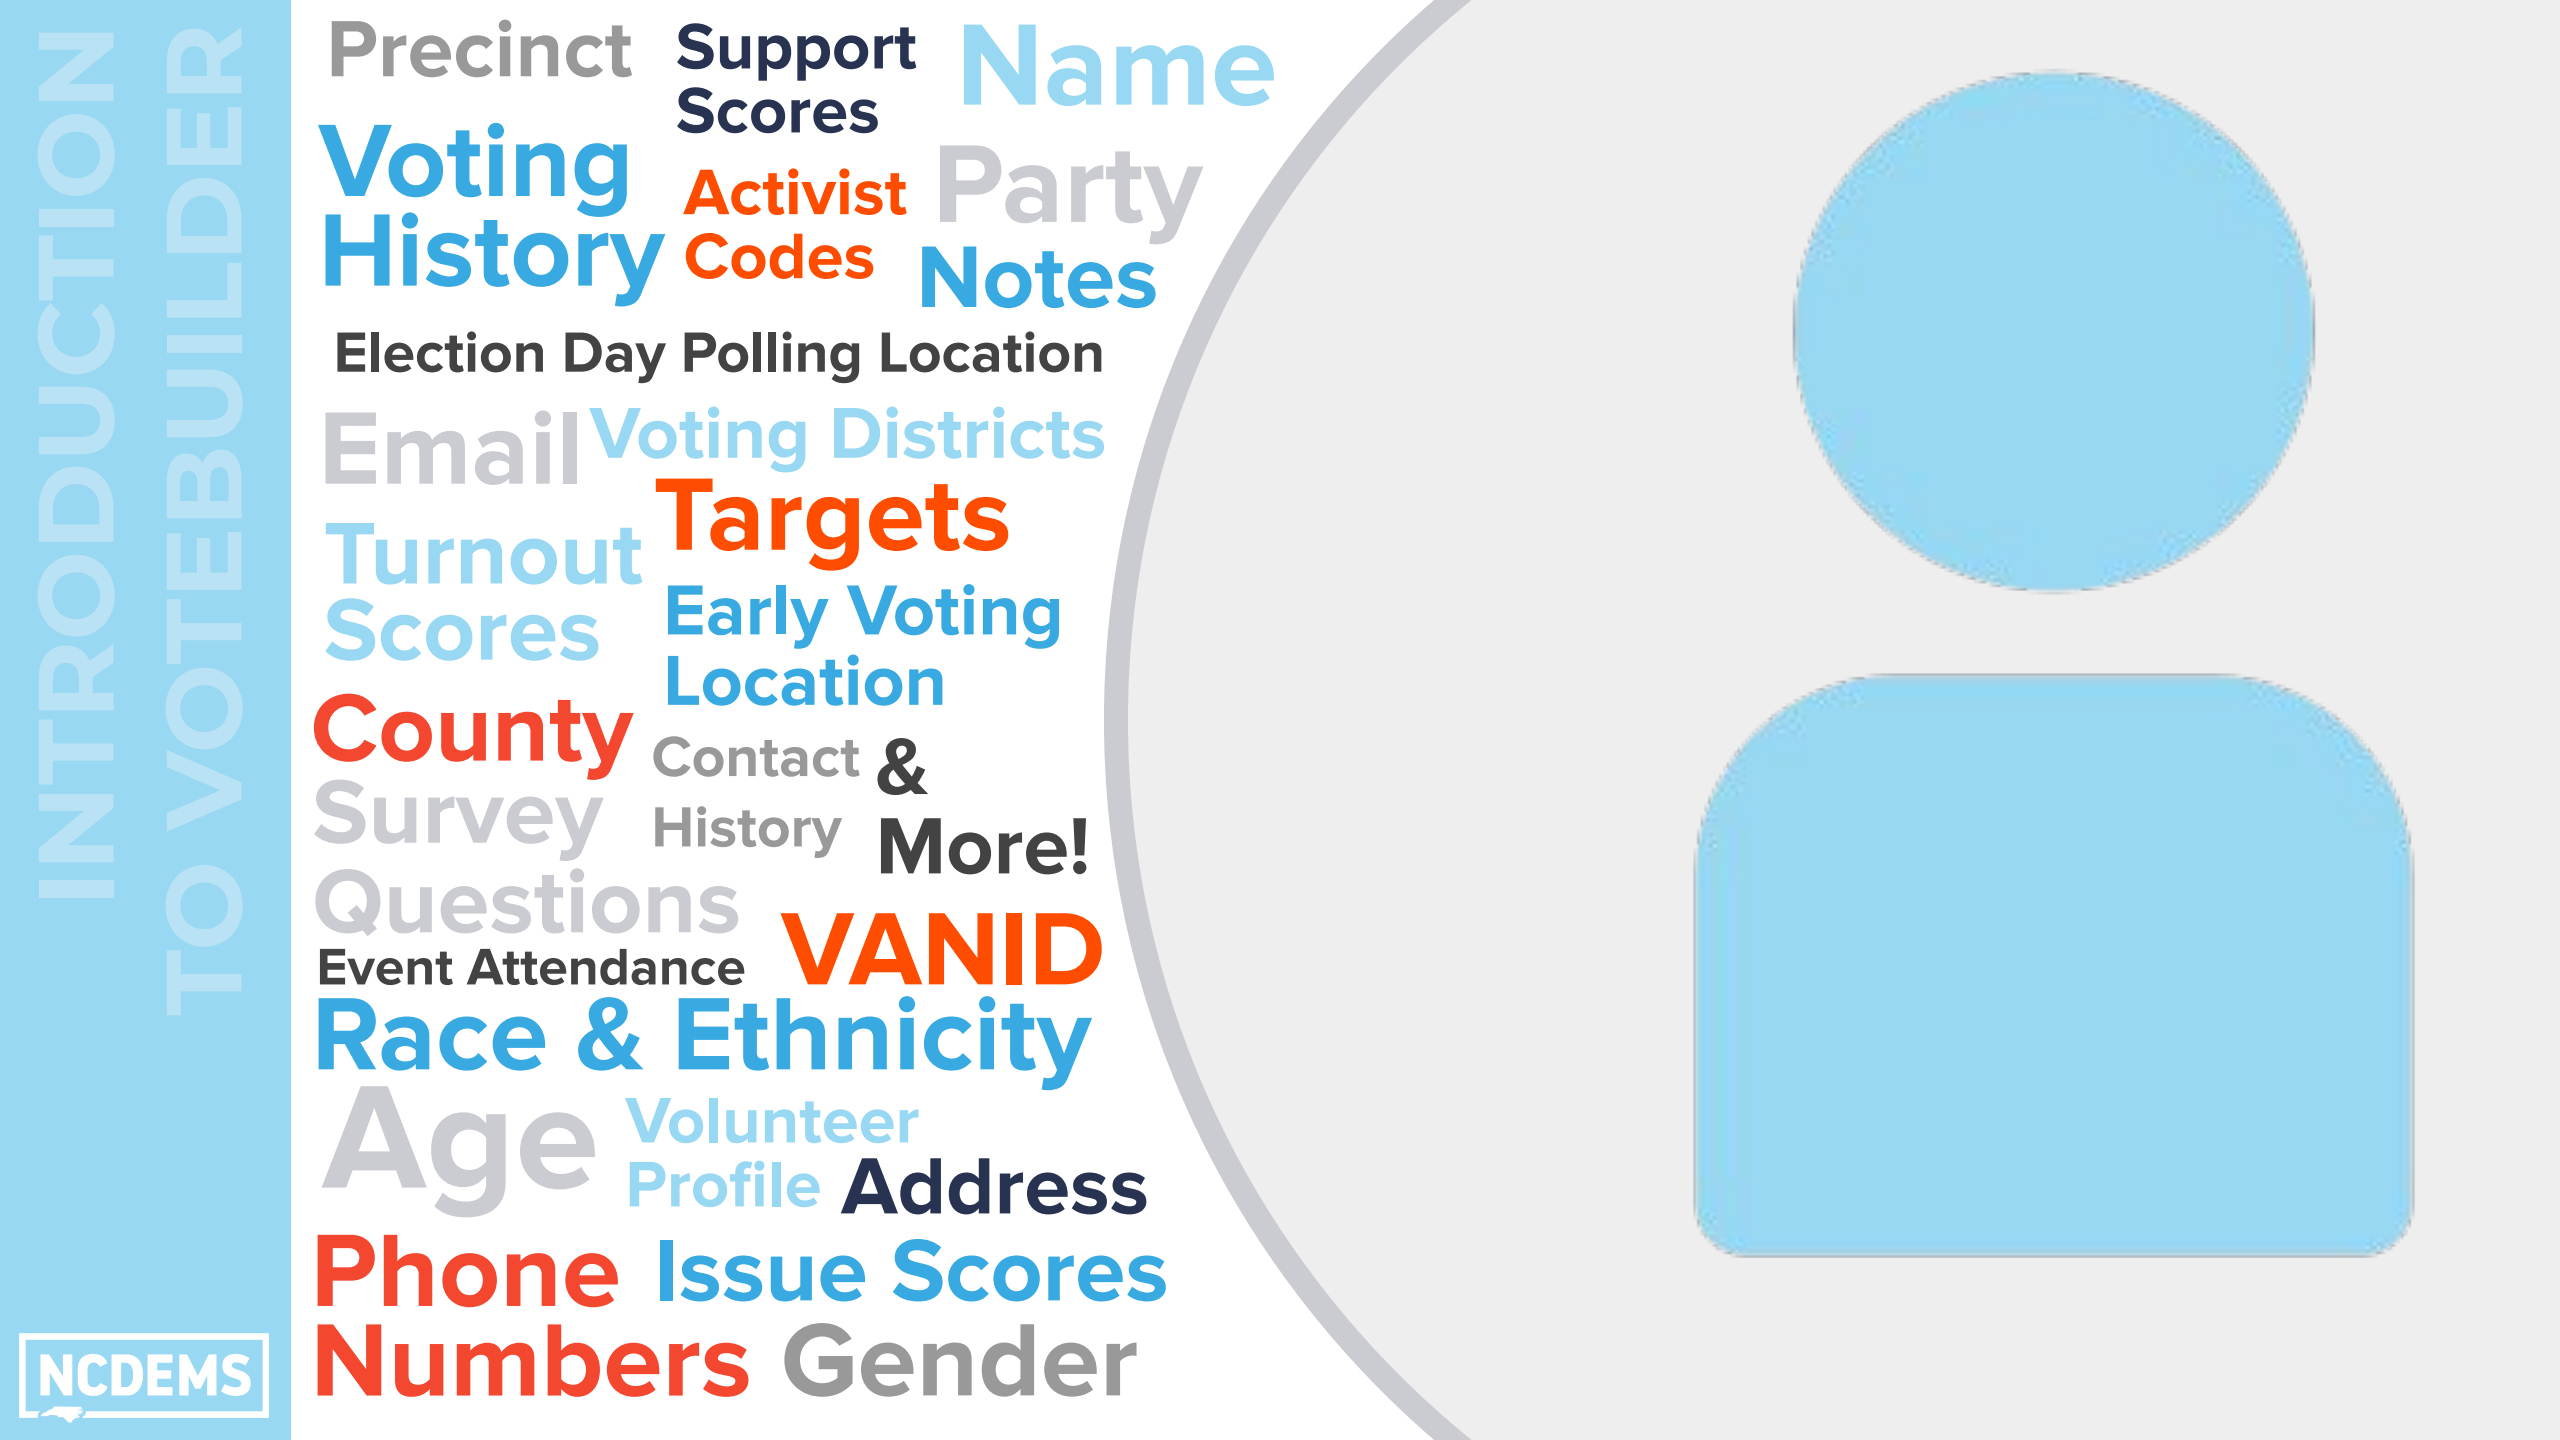 INTRODUCTION
TO VOTEBUILDER
Precinct
Support
Scores
Name
Voting
History
Activist
Codes
Party
Notes
Election Day Polling Location
Email
Voting Districts
Targets
Turnout
Scores
Early Voting
Location
County
Contact
History
&
More!
Survey
Questions
Event Attendance
VANID
Race & Ethnicity
Age
Volunteer
Profile
Address
Phone
Numbers
Issue Scores
Gender
NCDEMS